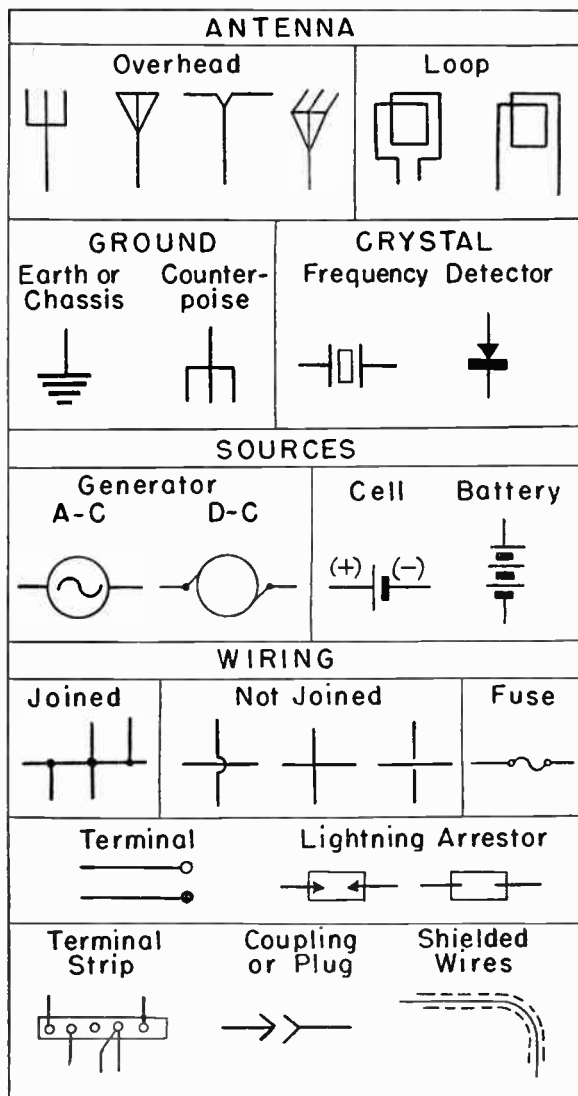 ANTENNA
Overhead
Loop
GROUND
Earth or
Chassis
Counter-
poise
CRYSTAL
Frequency Detector
SOURCES
Generator
A-C
D-C
Cell
Battery
(+)
(-)
WIRING
Joined
Not Joined
Fuse
Terminal
Lightning Arrestor
Terminal
Strip
Coupling
or Plug
Shielded
Wires